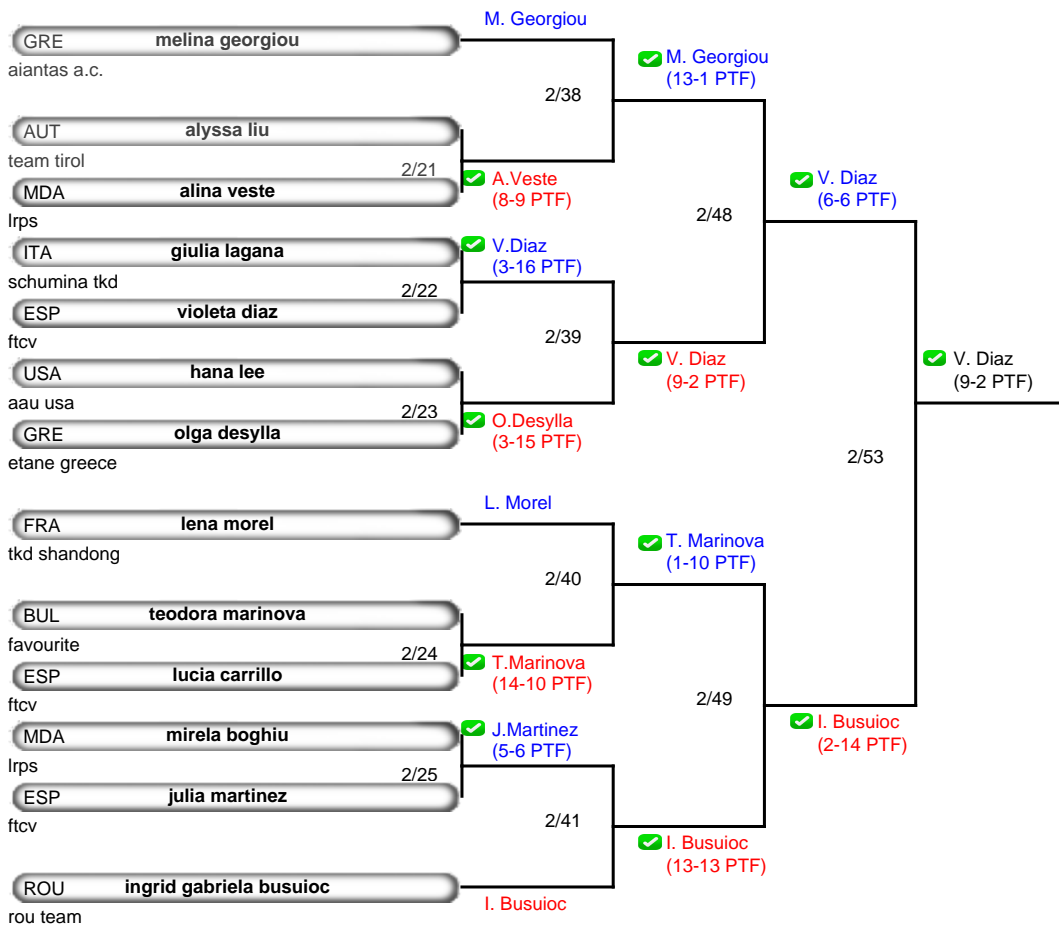 M. Georgiou
GRE melina georgiou
aiantas a.c.
M. Georgiou
(13-1 PTF)
2/38
AUT alyssa liu
team tirol
2/21
A.Veste
(8-9 PTF)
MDA alina veste
lrps
V. Diaz
(6-6 PTF)
2/48
ITA giulia lagana
schumina tkd
V.Diaz
(3-16 PTF)
2/22
ESP violeta diaz
ftcv
2/39
USA hana lee
aau usa
V. Diaz
(9-2 PTF)
V. Diaz
(9-2 PTF)
2/23
O.Desylla
(3-15 PTF)
GRE olga desylla
etane greece
2/53
L. Morel
FRA lena morel
tkd shandong
T. Marinova
(1-10 PTF)
2/40
BUL teodora marinova
favourite
2/24
T.Marinova
(14-10 PTF)
ESP lucia carrillo
ftcv
2/49
MDA mirela boghiu
lrps
J.Martinez
(5-6 PTF)
I. Busuioc
(2-14 PTF)
2/25
ESP julia martinez
ftcv
2/41
I. Busuioc
(13-13 PTF)
ROU ingrid gabriela busuioc
rou team
I. Busuioc